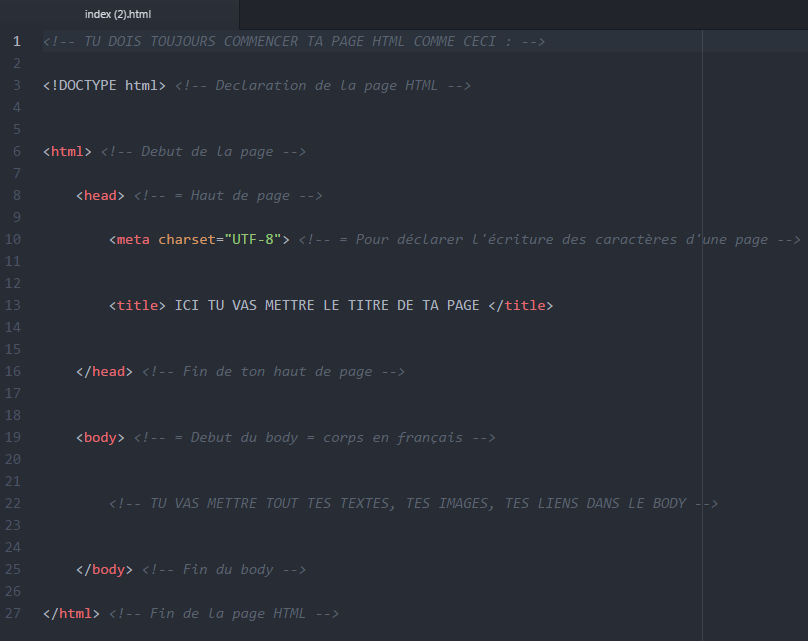 index (2).html
1 <!-- TU DOIS TOUJOURS COMMENCER TA PAGE HTML COMME CECI : -->
2
3 <!DOCTYPE html> <!-- Declaration de la page HTML -->
4
5
6 <html> <!-- Debut de la page -->
7
8 <head> <!-- = Haut de page -->
9
10 <meta charset="UTF-8"> <!-- = Pour déclarer l'écriture des caractères d'une page -->
11
12
13 <title> ICI TU VAS METTRE LE TITRE DE TA PAGE </title>
14
15
16 </head> <!-- Fin de ton haut de page -->
17
18
19 <body> <!-- = Debut du body = corps en français -->
20
21
22 <!-- TU VAS METTRE TOUT TES TEXTES, TES IMAGES, TES LIENS DANS LE BODY -->
23
24
25 </body> <!-- Fin du body -->
26
27 </html> <!-- Fin de la page HTML -->